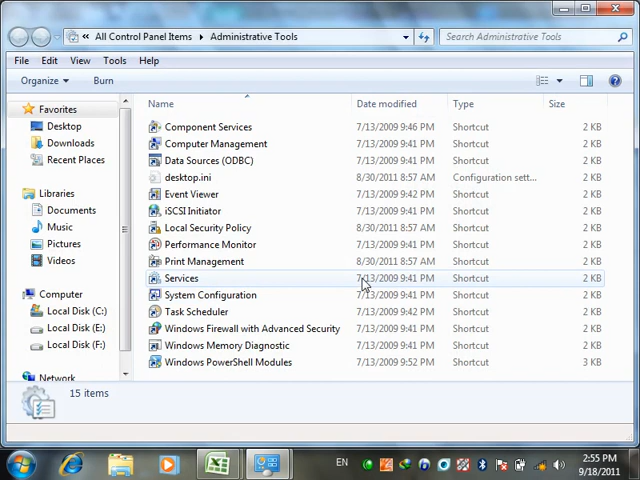 All Control Panel Items
Administrative Tools
Search Administrative Tools
File Edit View Tools Help
Organize Burn
Favorites
Desktop
Downloads
Recent Places
Libraries
Documents
Music
Pictures
Videos
Computer
Local Disk (C:)
Local Disk (E:)
Local Disk (F:)
Network
Name Date modified Type Size
Component Services 7/13/2009 9:46 PM Shortcut 2 KB
Computer Management 7/13/2009 9:41 PM Shortcut 2 KB
Data Sources (ODBC) 7/13/2009 9:41 PM Shortcut 2 KB
desktop.ini 8/30/2011 8:57 AM Configuration sett... 2 KB
Event Viewer 7/13/2009 9:42 PM Shortcut 2 KB
iSCSI Initiator 7/13/2009 9:41 PM Shortcut 2 KB
Local Security Policy 8/30/2011 8:57 AM Shortcut 2 KB
Performance Monitor 7/13/2009 9:41 PM Shortcut 2 KB
Print Management 8/30/2011 8:57 AM Shortcut 2 KB
Services 7/13/2009 9:41 PM Shortcut 2 KB
System Configuration 7/13/2009 9:41 PM Shortcut 2 KB
Task Scheduler 7/13/2009 9:42 PM Shortcut 2 KB
Windows Firewall with Advanced Security 7/13/2009 9:41 PM Shortcut 2 KB
Windows Memory Diagnostic 7/13/2009 9:41 PM Shortcut 2 KB
Windows PowerShell Modules 7/13/2009 9:52 PM Shortcut 3 KB
15 items
EN
2:55 PM
9/18/2011